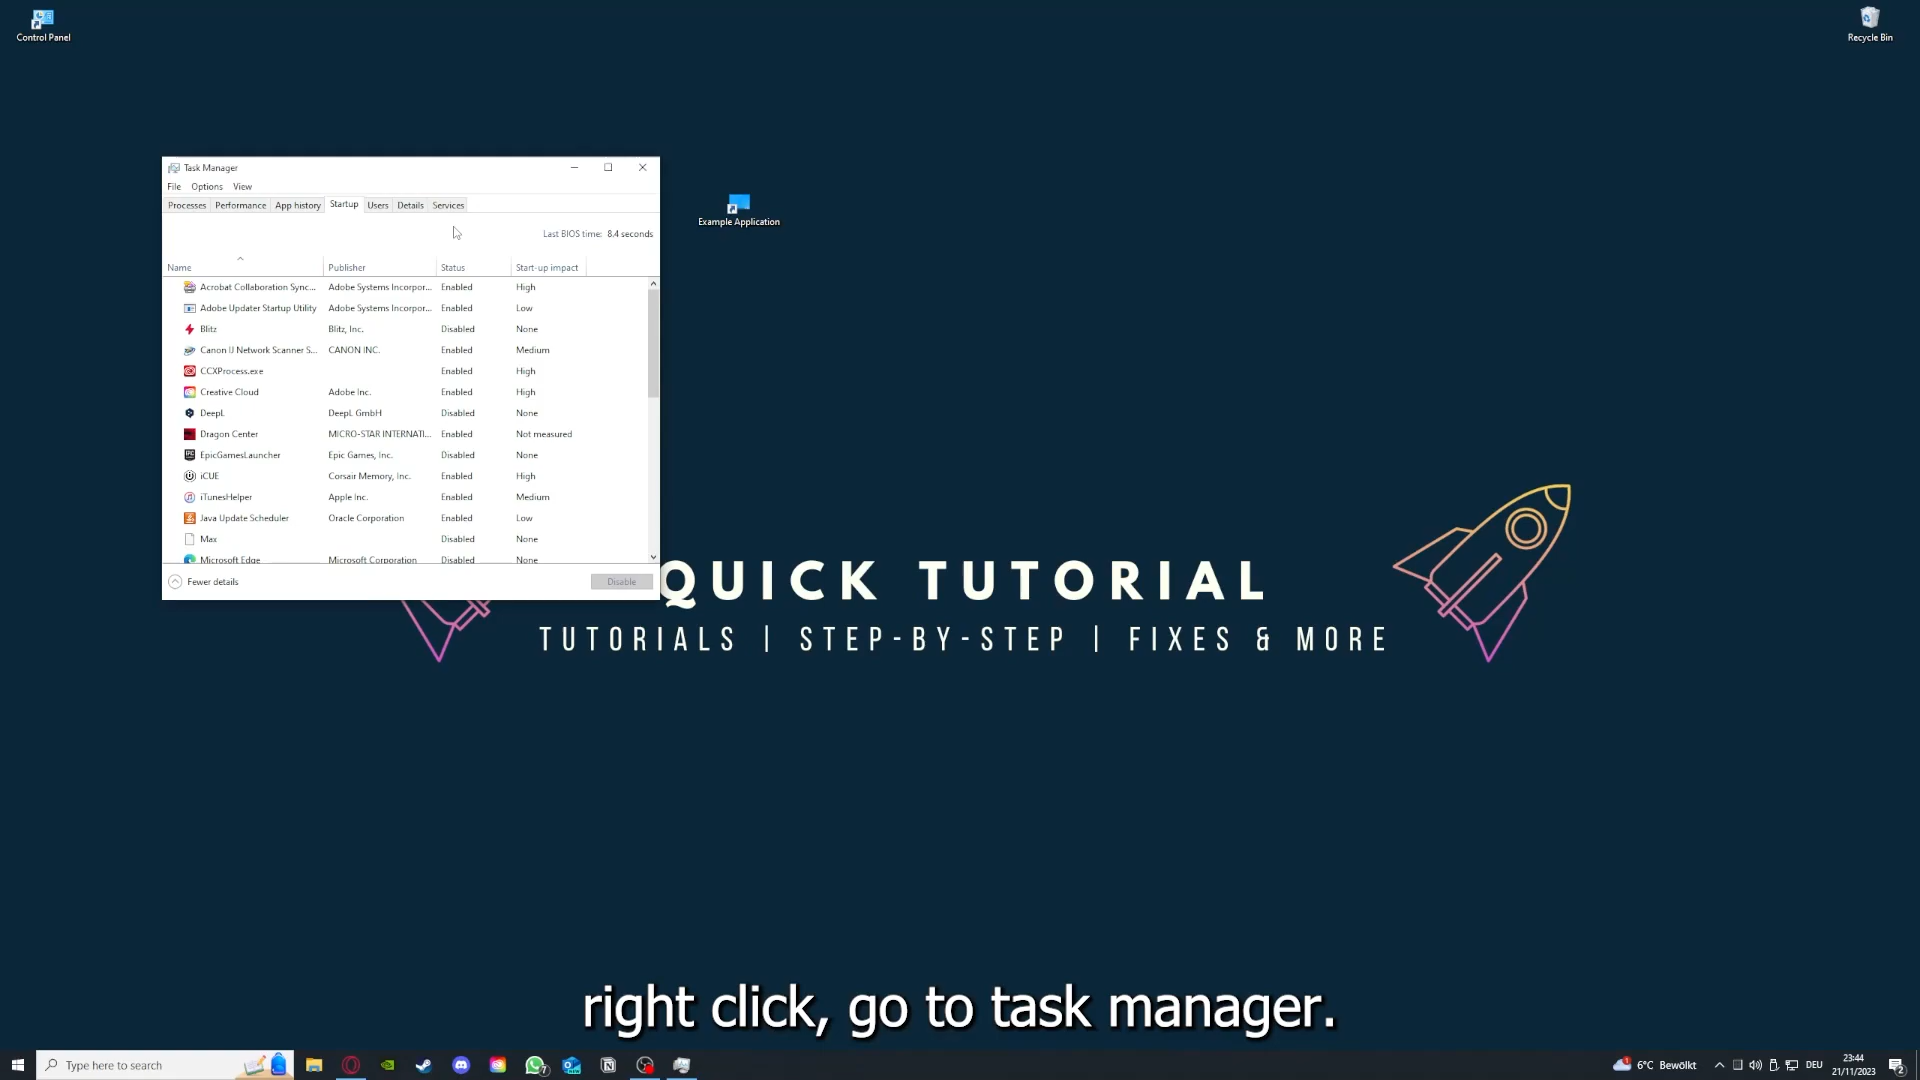 Control Panel
Recycle Bin
Task Manager
File Options View
Processes Performance App history Startup Users Details Services
Example Application
Last BIOS time: 8.4 seconds
Name Publisher Status Start-up impact
Acrobat Collaboration Sync... Adobe Systems Incorpor... Enabled High
Adobe Updater Startup Utility Adobe Systems Incorpor... Enabled Low
Blitz Blitz, Inc. Disabled None
Canon IJ Network Scanner S... CANON INC. Enabled Medium
CCXProcess.exe Enabled High
Creative Cloud Adobe Inc. Enabled High
DeepL DeepL GmbH Disabled None
Dragon Center MICRO-STAR INTERNATI... Enabled Not measured
EpicGamesLauncher Epic Games, Inc. Disabled None
iCUE Corsair Memory, Inc. Enabled High
iTunesHelper Apple Inc. Enabled Medium
Java Update Scheduler Oracle Corporation Enabled Low
Max Disabled None
Microsoft Edge Microsoft Corporation Disabled None
Fewer details Disable
QUICK TUTORIAL
TUTORIALS | STEP-BY-STEP | FIXES & MORE
right click, go to task manager.
Type here to search
7
1
6°C Bewölkt
DEU
23:44
21/11/2023
2